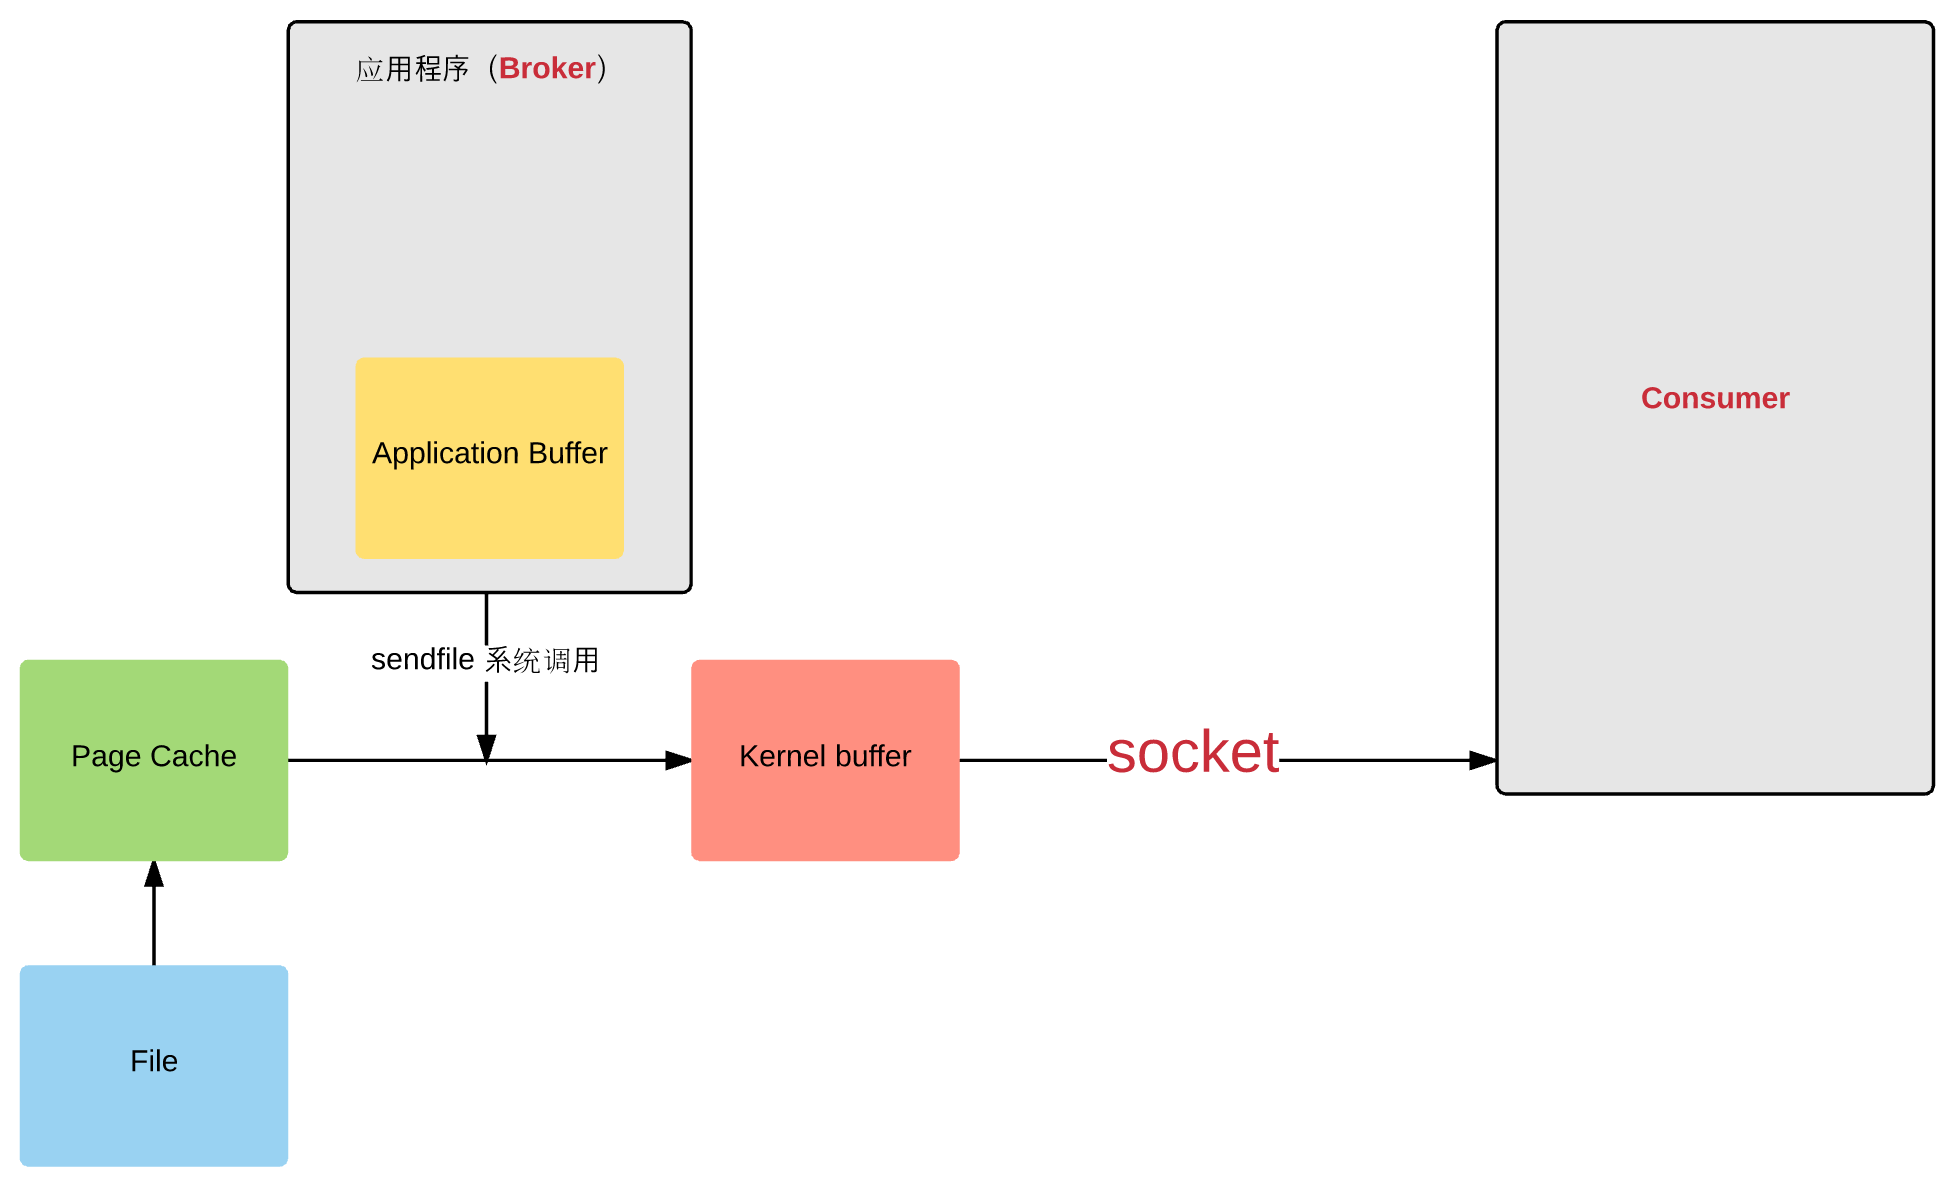 应用程序（Broker）
Application Buffer
Consumer
sendfile 系统调用
Page Cache
Kernel buffer
socket
File